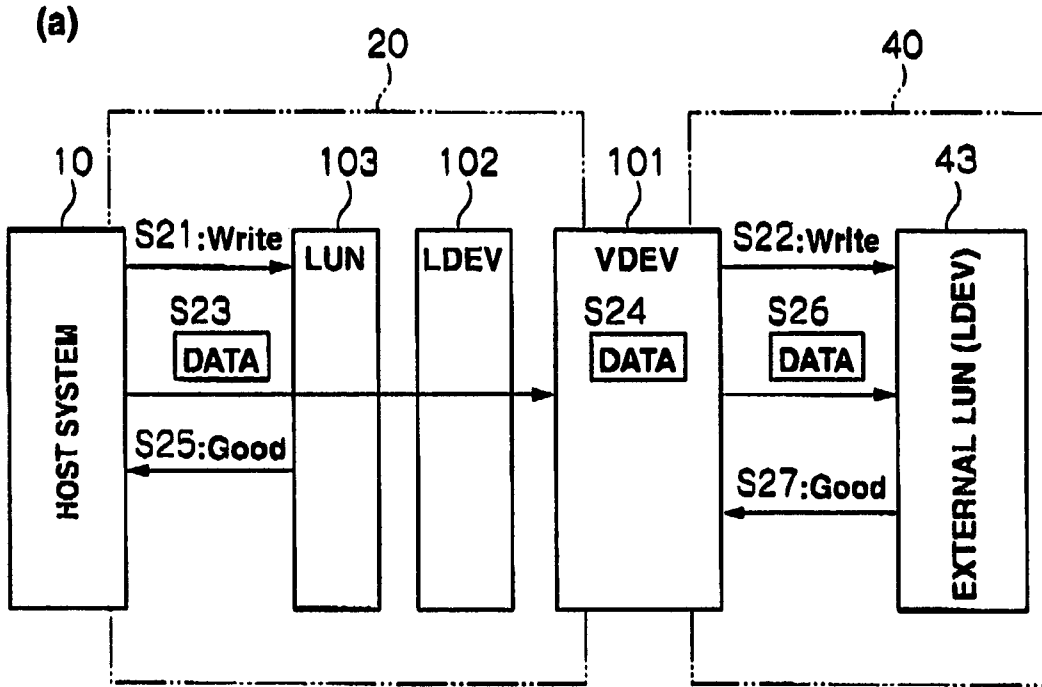 (a)
20
40
10
103
102
101
43
S21:Write
LUN
LDEV
VDEV
S22:Write
S23
DATA
S24
DATA
S26
DATA
S25:Good
S27:Good
HOST SYSTEM
EXTERNAL LUN (LDEV)